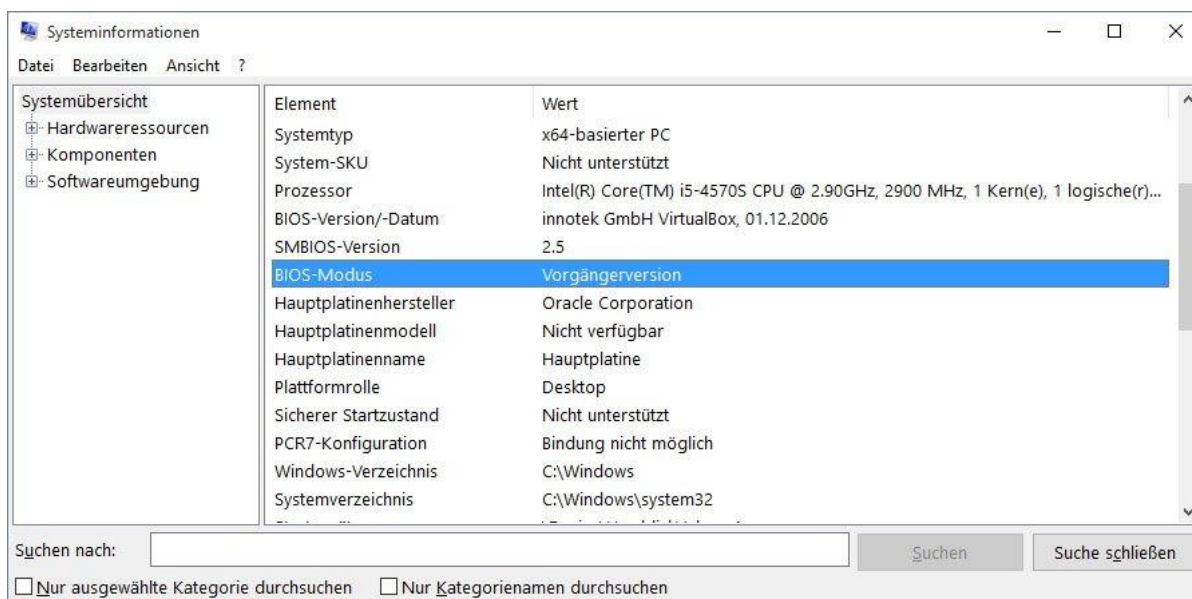 Systeminformationen
Datei Bearbeiten Ansicht ?
Systemübersicht
Hardwareressourcen
Komponenten
Softwareumgebung
Element Wert
Systemtyp x64-basierter PC
System-SKU Nicht unterstützt
Prozessor Intel(R) Core(TM) i5-4570S CPU @ 2.90GHz, 2900 MHz, 1 Kern(e), 1 logische(r)...
BIOS-Version/-Datum innotek GmbH VirtualBox, 01.12.2006
SMBIOS-Version 2.5
BIOS-Modus Vorgängerversion
Hauptplatinenhersteller Oracle Corporation
Hauptplatinenmodell Nicht verfügbar
Hauptplatinenname Hauptplatine
Plattformrolle Desktop
Sicherer Startzustand Nicht unterstützt
PCR7-Konfiguration Bindung nicht möglich
Windows-Verzeichnis C:\Windows
Systemverzeichnis C:\Windows\system32
Suchen nach: Suchen Suche schließen
Nur ausgewählte Kategorie durchsuchen Nur Kategorienamen durchsuchen